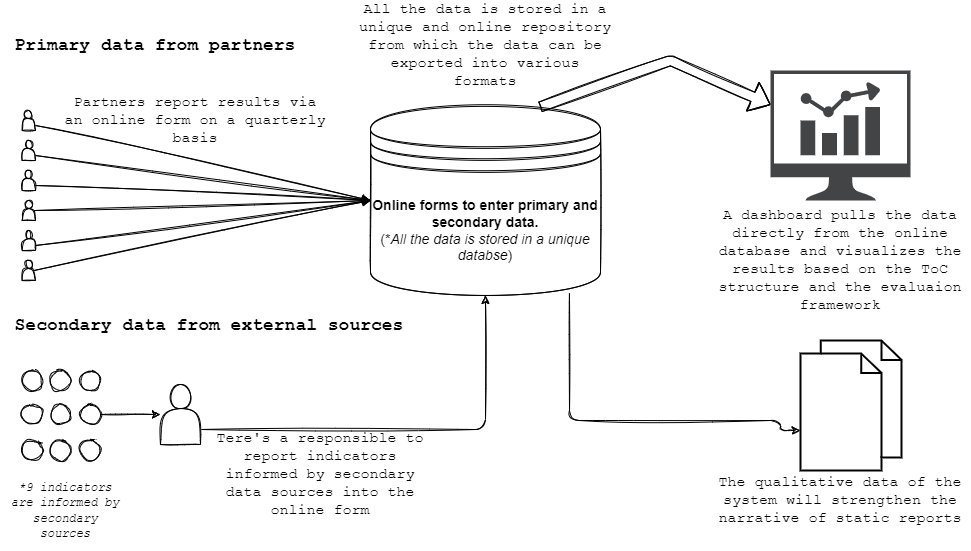 All the data is stored in a
unique and online repository
from which the data can be
exported into various
formats
Primary data from partners
Partners report results via
an online form on a quarterly
basis
Online forms to enter primary and
secondary data.
(*All the data is stored in a unique
databse)
A dashboard pulls the data
directly from the online
database and visualizes the
results based on the ToC
structure and the evaluaion
framework
Secondary data from external sources
Tere's a responsible to
report indicators
informed by secondary
data sources into the
online form
*9 indicators
are informed by
secondary
sources
The qualitative data of the
system will strengthen the
narrative of static reports